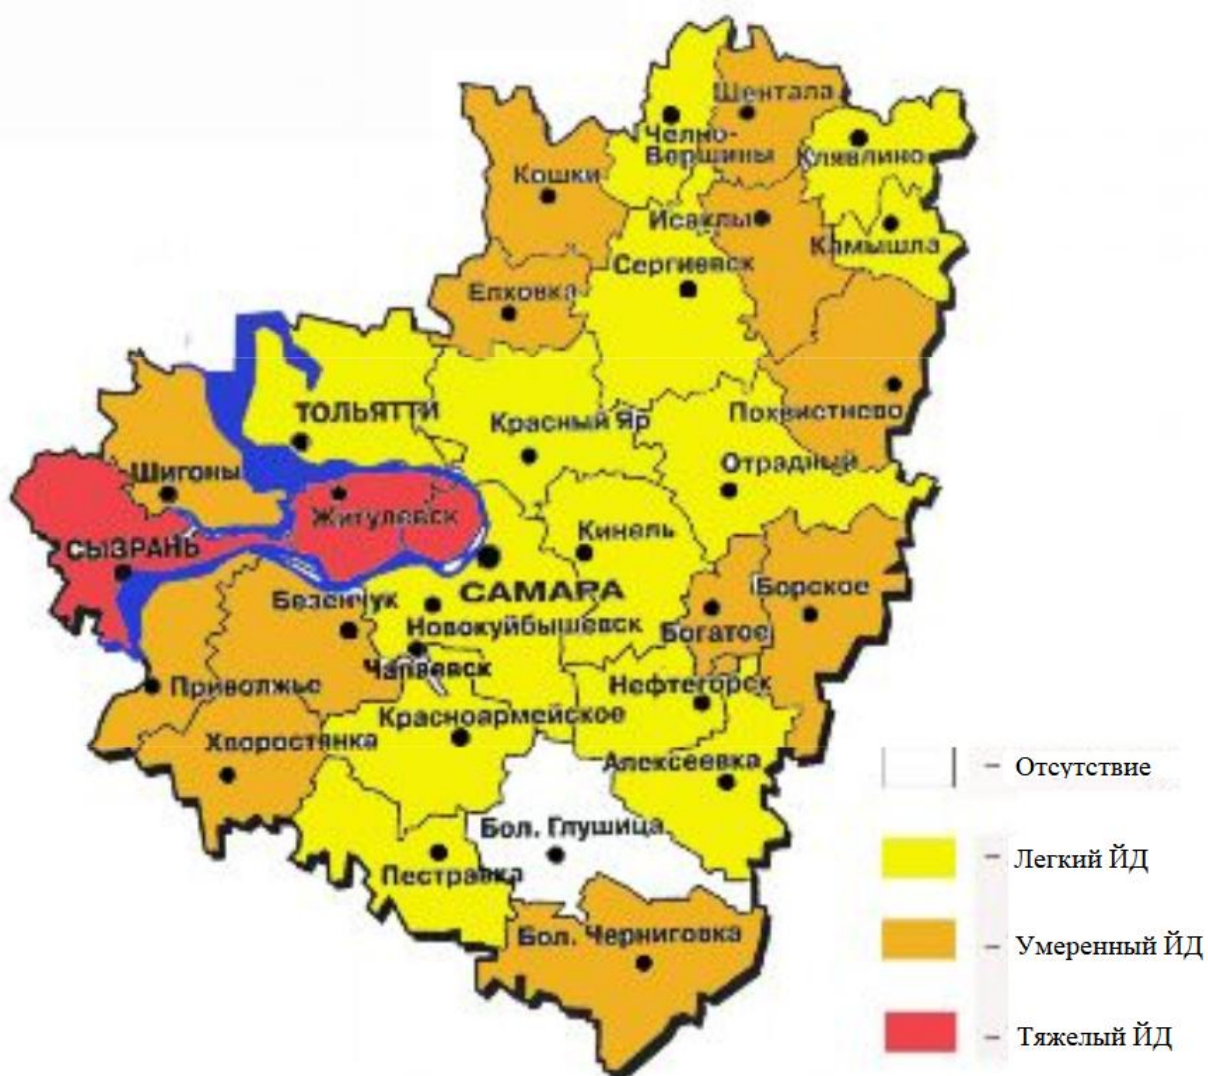 Шентала
Челно-
Вершины
Клявлино
Кошки
Исаклы
Камышла
Сергиевск
Елховка
ТОЛЬЯТТИ
Красный Яр
Похвистнево
Отрадный
Шигоны
Жигулевск
Кинель
СЫЗРАНЬ
САМАРА
Борское
Безенчук
Новокуйбышевск
Богатое
Чапаевск
Приволжье
Нефтегорск
Красноармейское
Хворостянка
Алексеевка
Бол. Глушица
Пестравка
Бол. Черниговка
– Отсутствие
– Легкий ЙД
– Умеренный ЙД
– Тяжелый ЙД